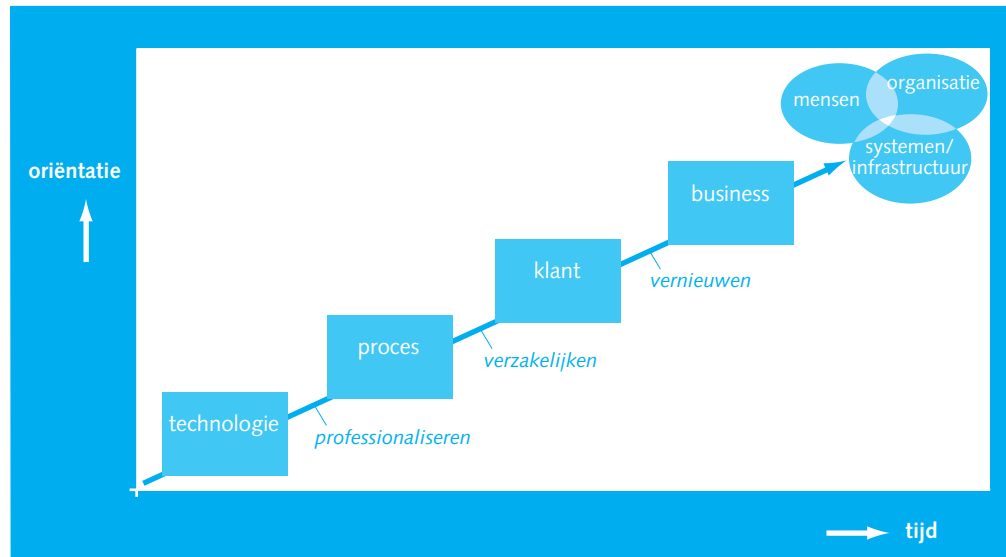 mensen
organisatie
systemen/
infrastructuur
oriëntatie
business
klant
vernieuwen
proces
verzakelijken
technologie
professionaliseren
tijd